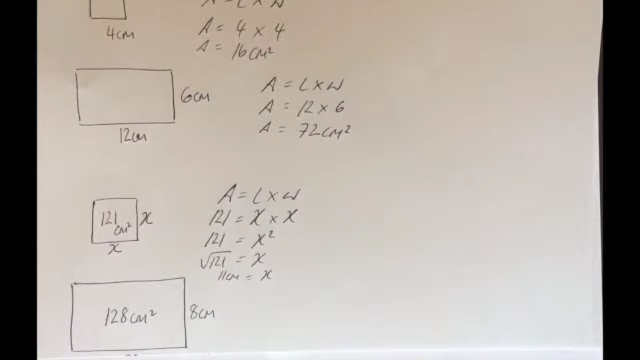 A = L x W
4cm
A = 4 x 4
A = 16cm²
6cm
12cm
A = L x W
A = 12 x 6
A = 72cm²
121 cm²
x
x
A = L x W
121 = x × x
121 = x²
√121 = x
11cm = x
128cm²
8cm